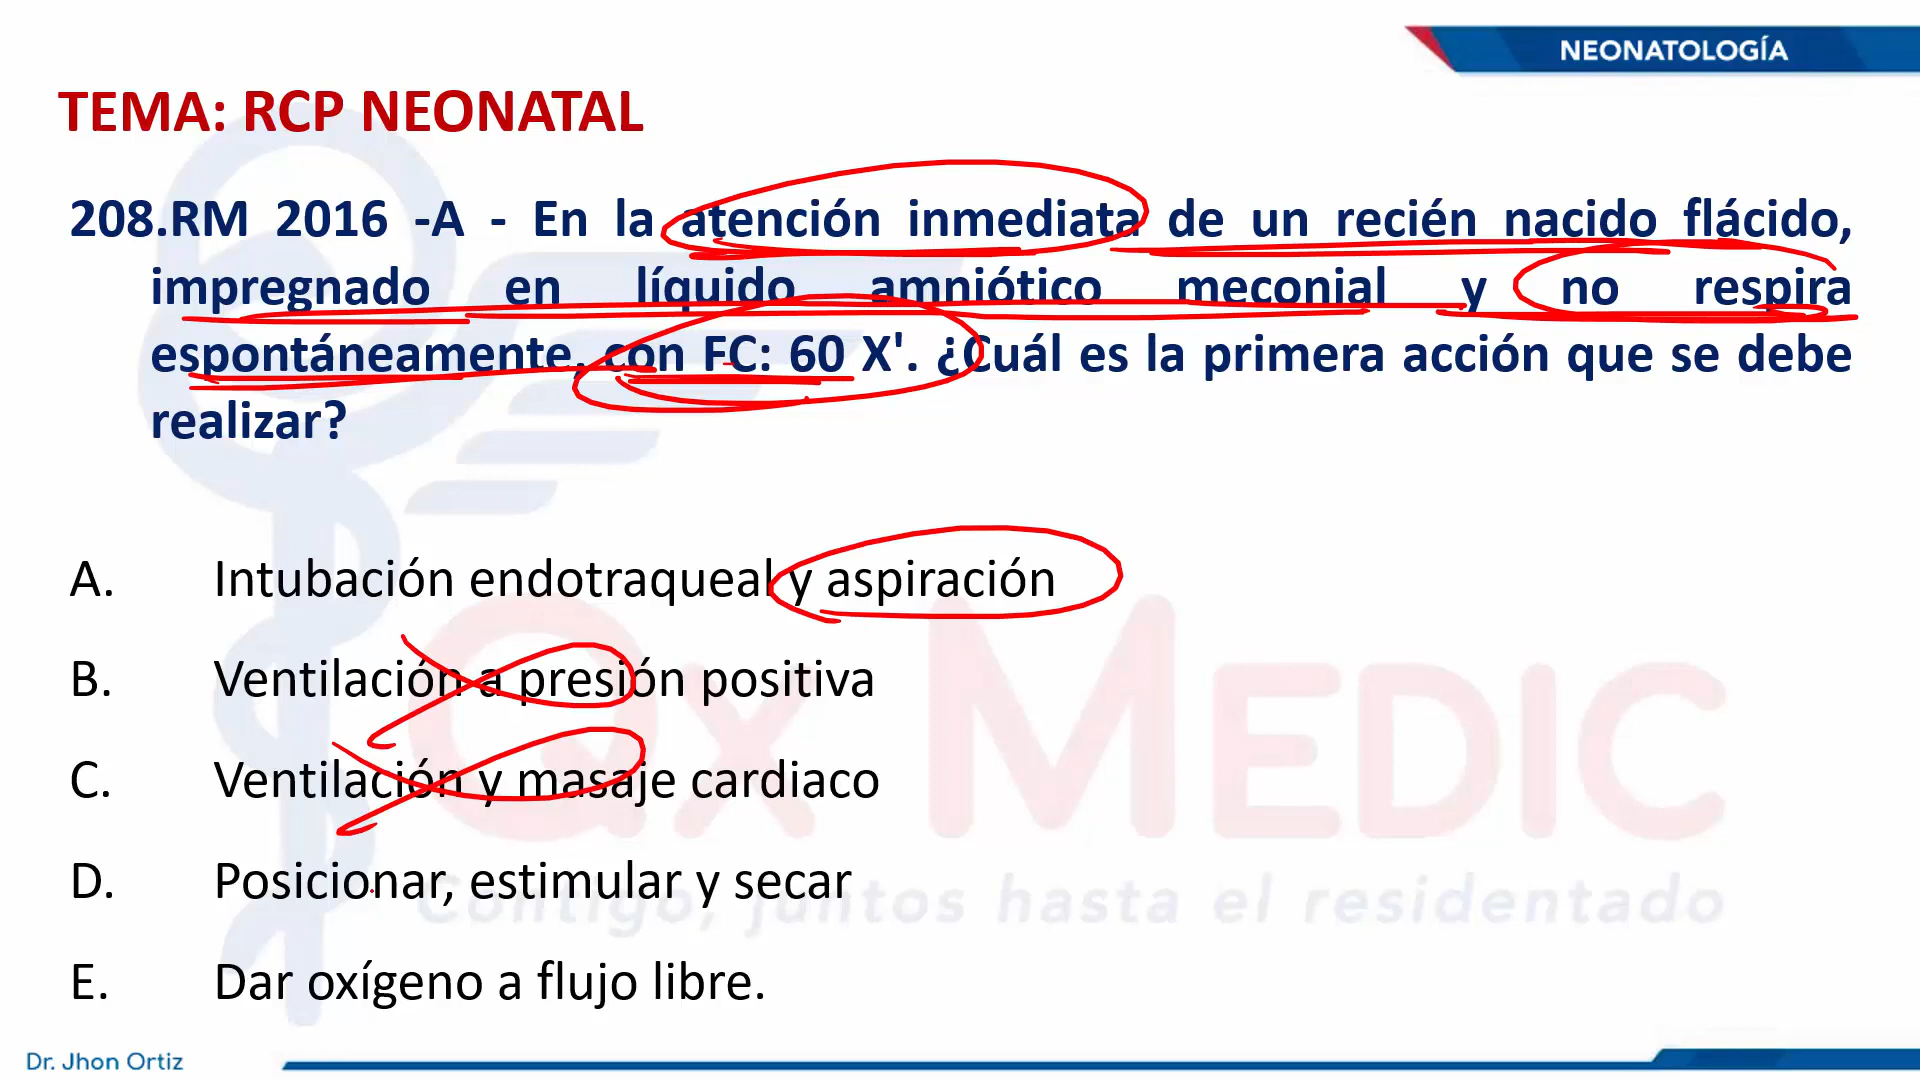 NEONATOLOGÍA
TEMA: RCP NEONATAL
208.RM 2016 -A - En la atención inmediata de un recién nacido flácido,
impregnado en líquido amniótico meconial y no respira
espontáneamente, con FC: 60 X'. ¿Cuál es la primera acción que se debe
realizar?
A. Intubación endotraqueal y aspiración
B. Ventilación a presión positiva
C. Ventilación y masaje cardiaco
D. Posicionar, estimular y secar
E. Dar oxígeno a flujo libre.
Qx MEDIC
Contigo, juntos hasta el residentado
Dr. Jhon Ortiz